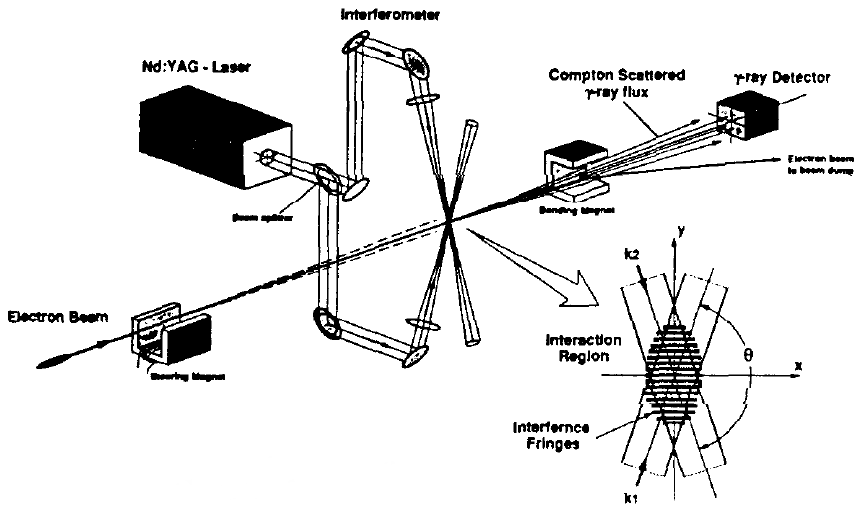 Interferometer
Nd:YAG - Laser
Compton Scattered
γ-ray flux
γ-ray Detector
Electron beam
to beam dump
Beam splitter
Bending Magnet
Electron Beam
Steering Magnet
y
k2
Interaction
Region
θ
x
Interfernce
Fringes
k1